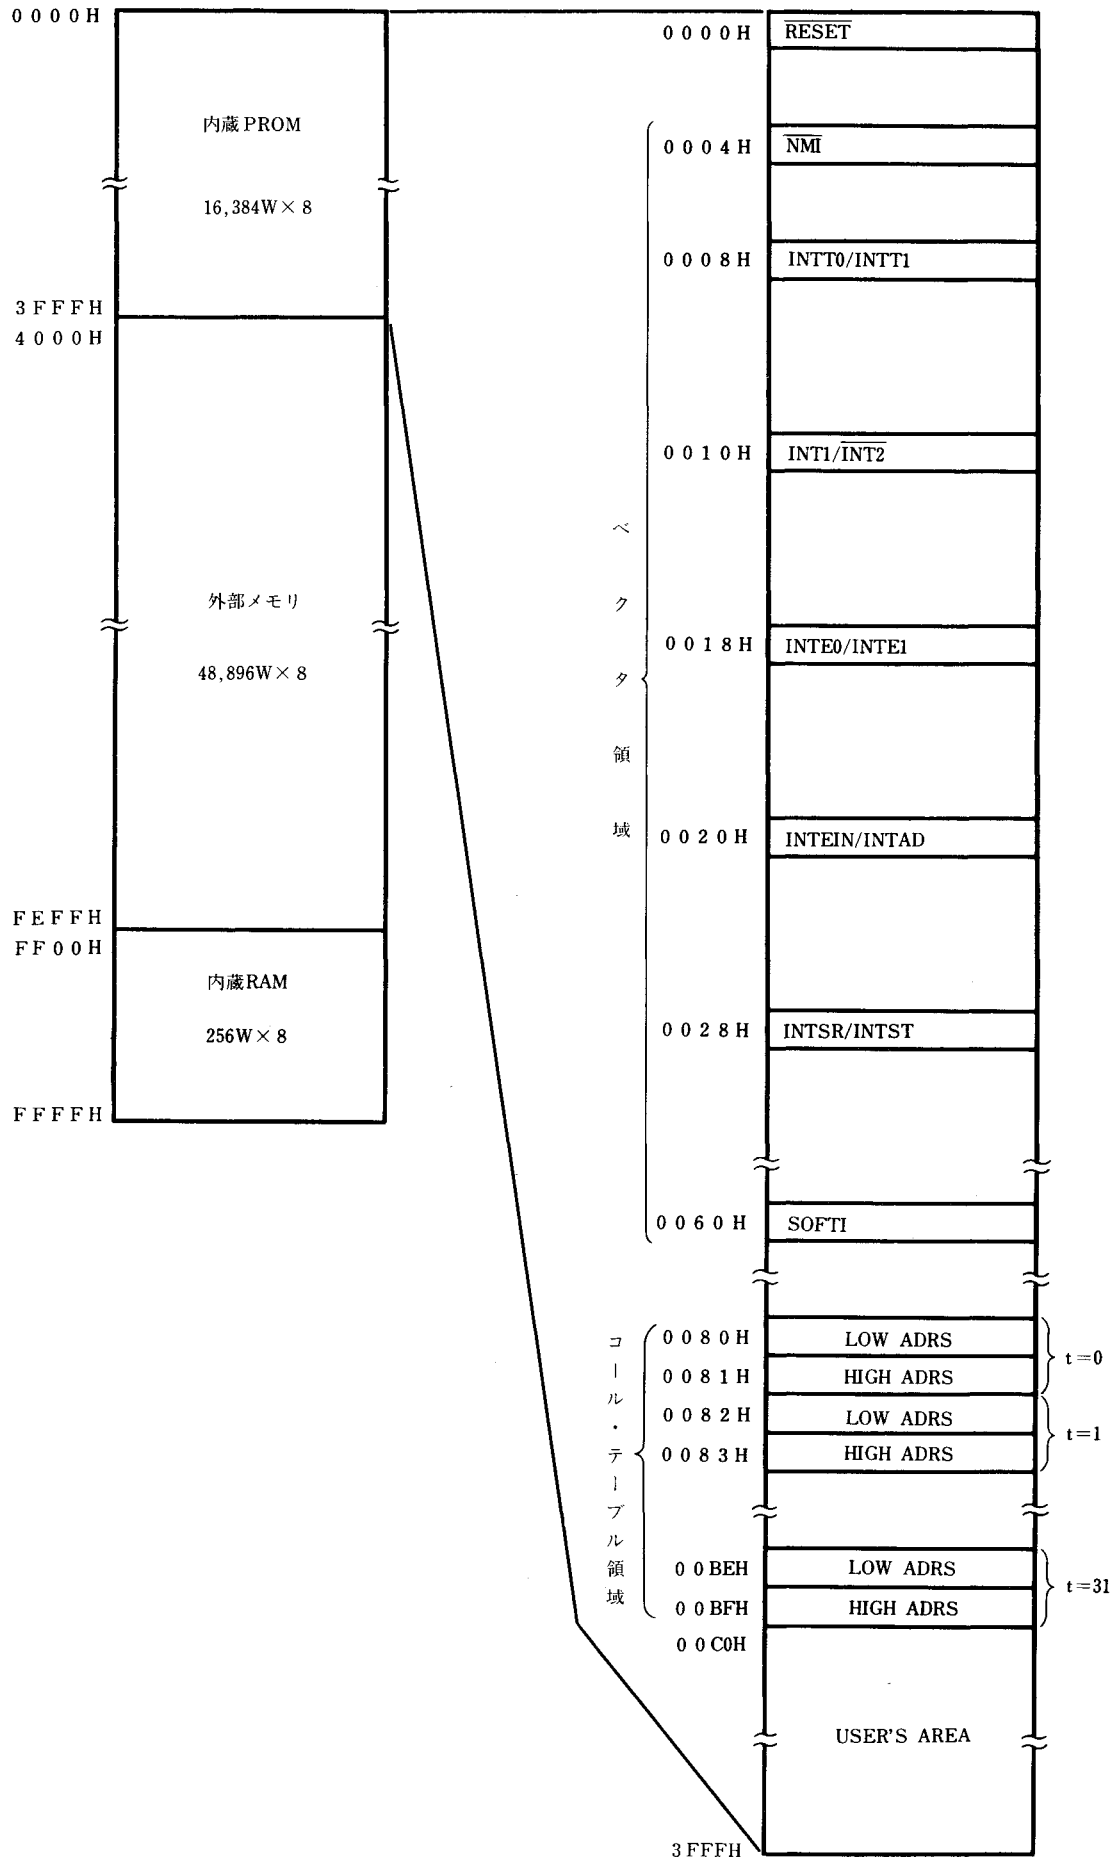 0000H
内蔵PROM
16,384W×8
3FFFH
4000H
外部メモリ
48,896W×8
FEFFH
FF00H
内蔵RAM
256W×8
FFFFH
0000H
RESET
ベクタ領域
0004H
NMI
0008H
INTT0/INTT1
0010H
INT1/INT2
0018H
INTE0/INTE1
0020H
INTEIN/INTAD
0028H
INTSR/INTST
0060H
SOFTI
コール・テーブル領域
0080H
LOW ADRS
0081H
HIGH ADRS
t=0
0082H
LOW ADRS
0083H
HIGH ADRS
t=1
00BEH
LOW ADRS
00BFH
HIGH ADRS
t=31
00C0H
USER'S AREA
3FFFH